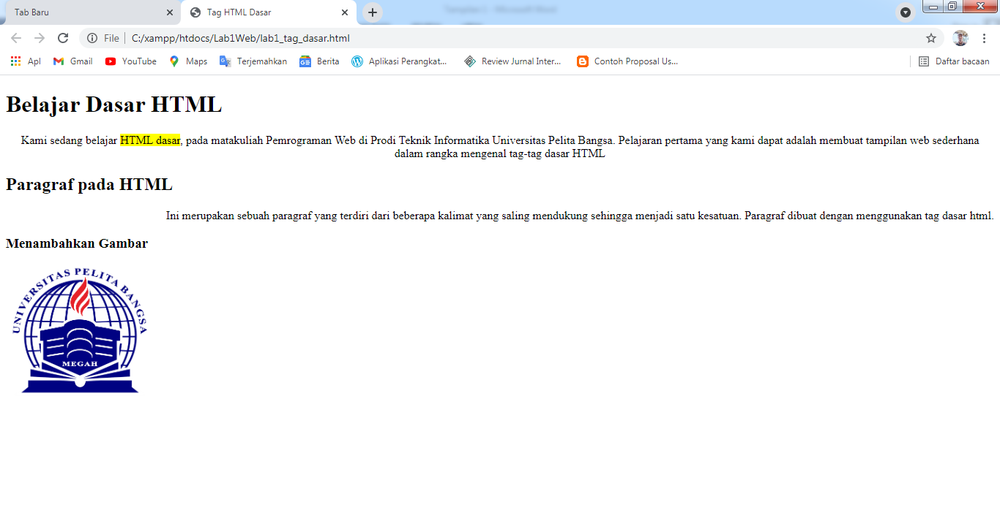 Tab Baru
Tag HTML Dasar
File
C:/xampp/htdocs/Lab1Web/lab1_tag_dasar.html
Apl
Gmail
YouTube
Maps
Terjemahkan
Berita
Aplikasi Perangkat...
Review Jurnal Inter...
Contoh Proposal Us...
Daftar bacaan
Belajar Dasar HTML
Kami sedang belajar HTML dasar, pada matakuliah Pemrograman Web di Prodi Teknik Informatika Universitas Pelita Bangsa. Pelajaran pertama yang kami dapat adalah membuat tampilan web sederhana
dalam rangka mengenal tag-tag dasar HTML
Paragraf pada HTML
Ini merupakan sebuah paragraf yang terdiri dari beberapa kalimat yang saling mendukung sehingga menjadi satu kesatuan. Paragraf dibuat dengan menggunakan tag dasar html.
Menambahkan Gambar
UNIVERSITAS PELITA BANGSA
MEGAH